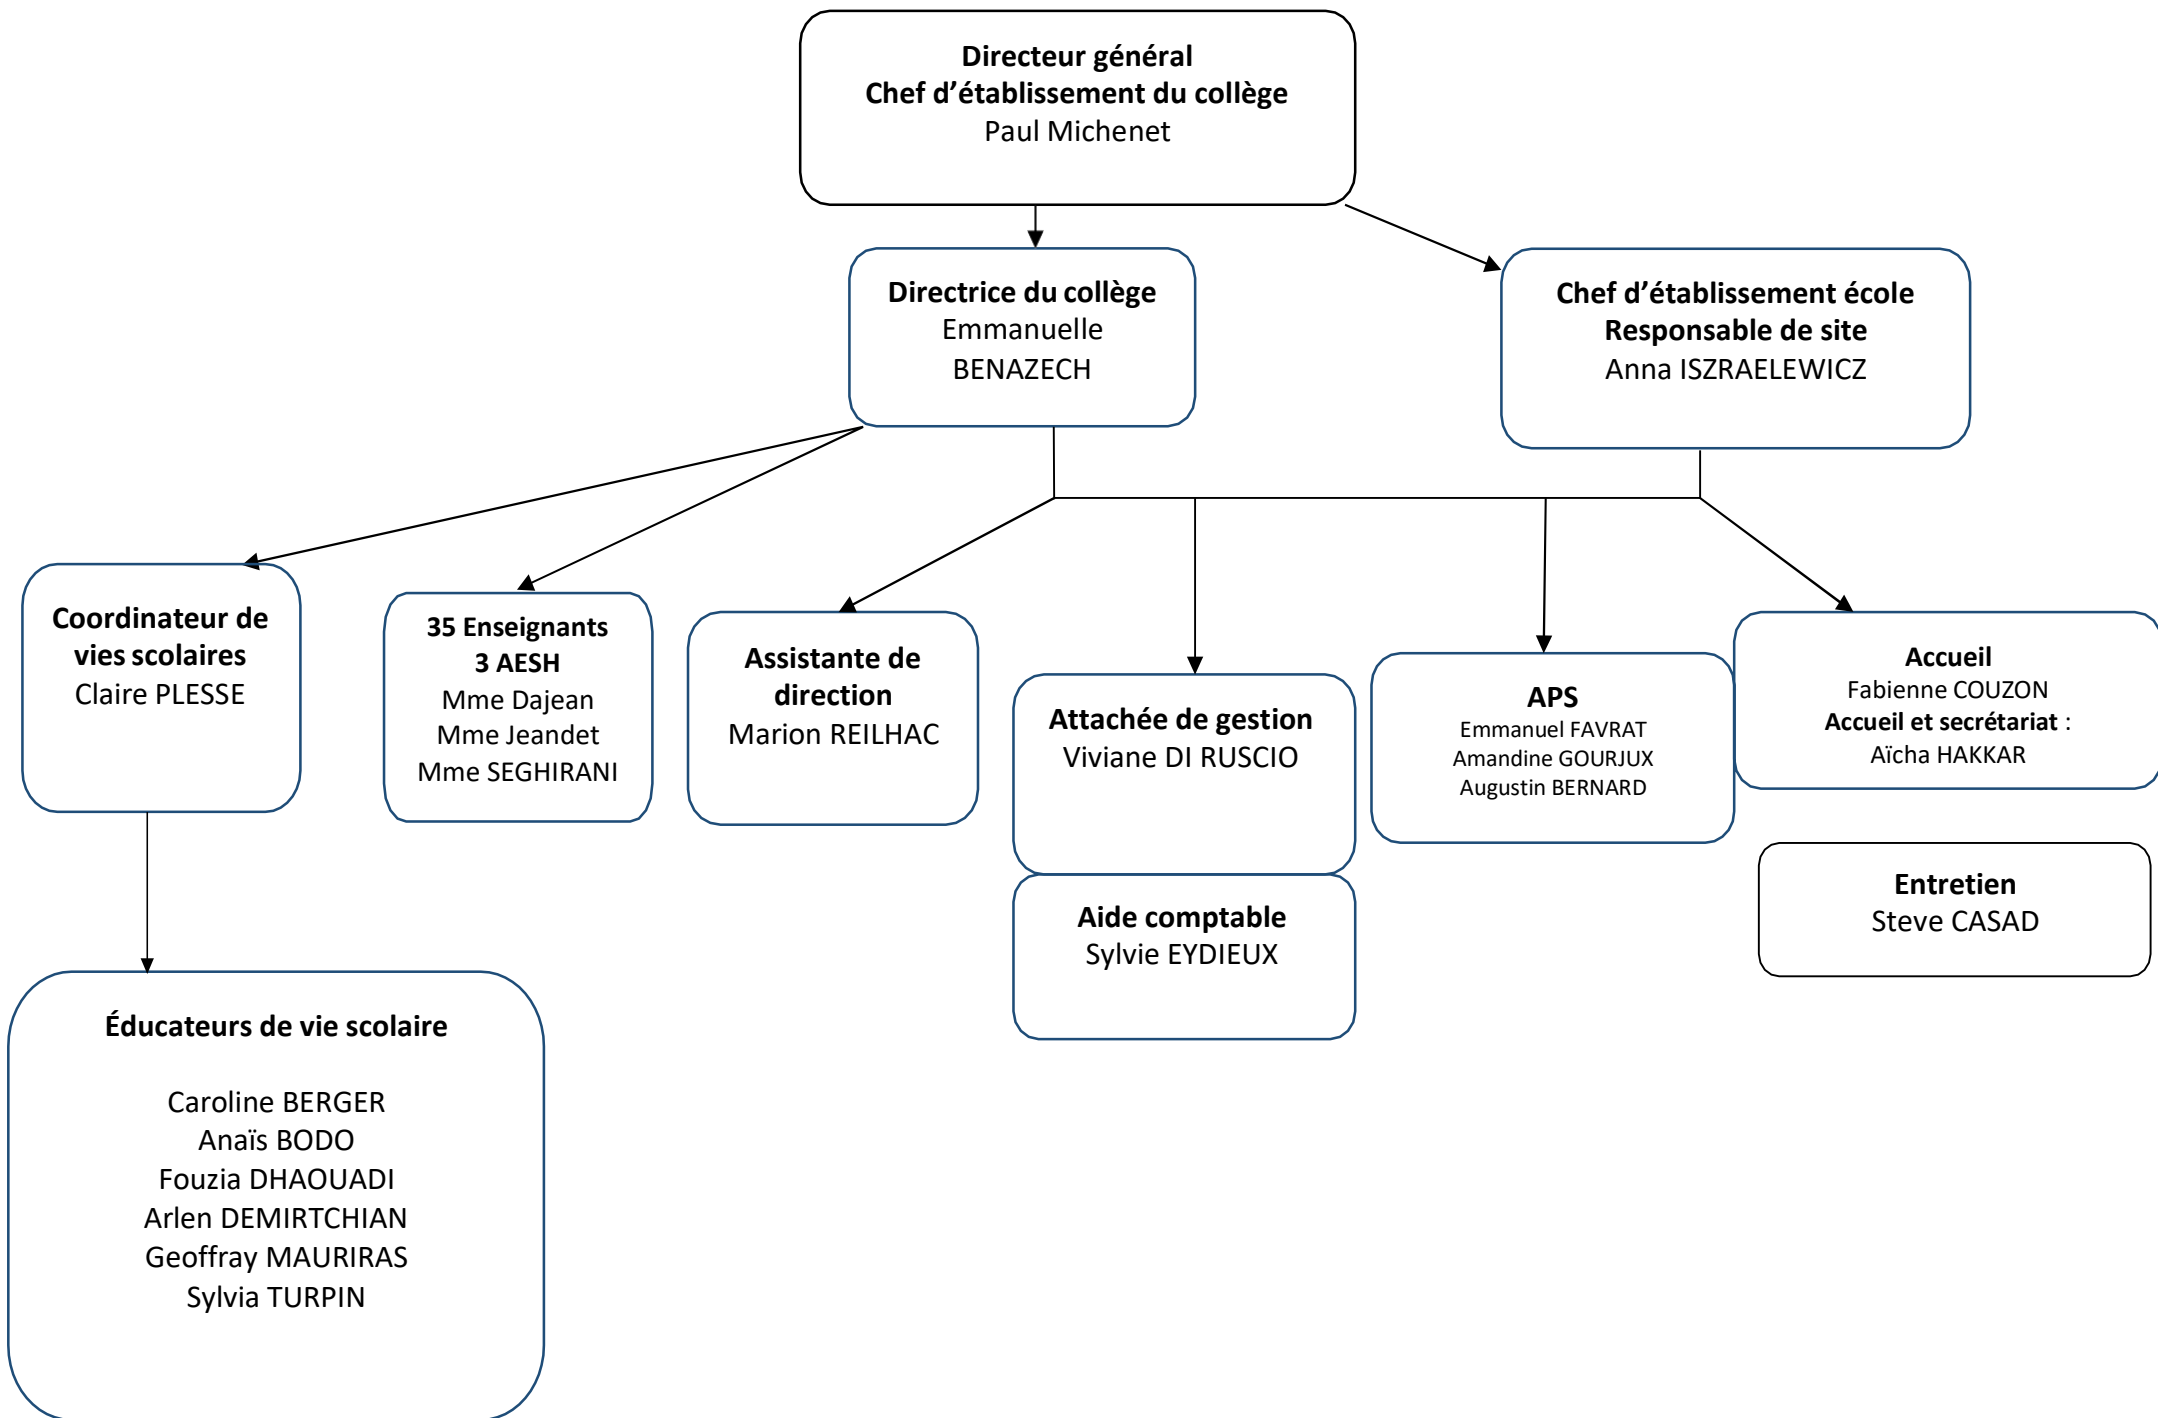 Directeur général
Chef d’établissement du collège
Paul Michenet
Directrice du collège
Emmanuelle
BENAZECH
Chef d’établissement école
Responsable de site
Anna ISZRAELEWICZ
Coordinateur de
vies scolaires
Claire PLESSE
35 Enseignants
3 AESH
Mme Dajean
Mme Jeandet
Mme SEGHIRANI
Assistante de
direction
Marion REILHAC
Attachée de gestion
Viviane DI RUSCIO
APS
Emmanuel FAVRAT
Amandine GOURJUX
Augustin BERNARD
Accueil
Fabienne COUZON
Accueil et secrétariat :
Aïcha HAKKAR
Aide comptable
Sylvie EYDIEUX
Entretien
Steve CASAD
Éducateurs de vie scolaire
Caroline BERGER
Anaïs BODO
Fouzia DHAOUADI
Arlen DEMIRTCHIAN
Geoffray MAURIRAS
Sylvia TURPIN